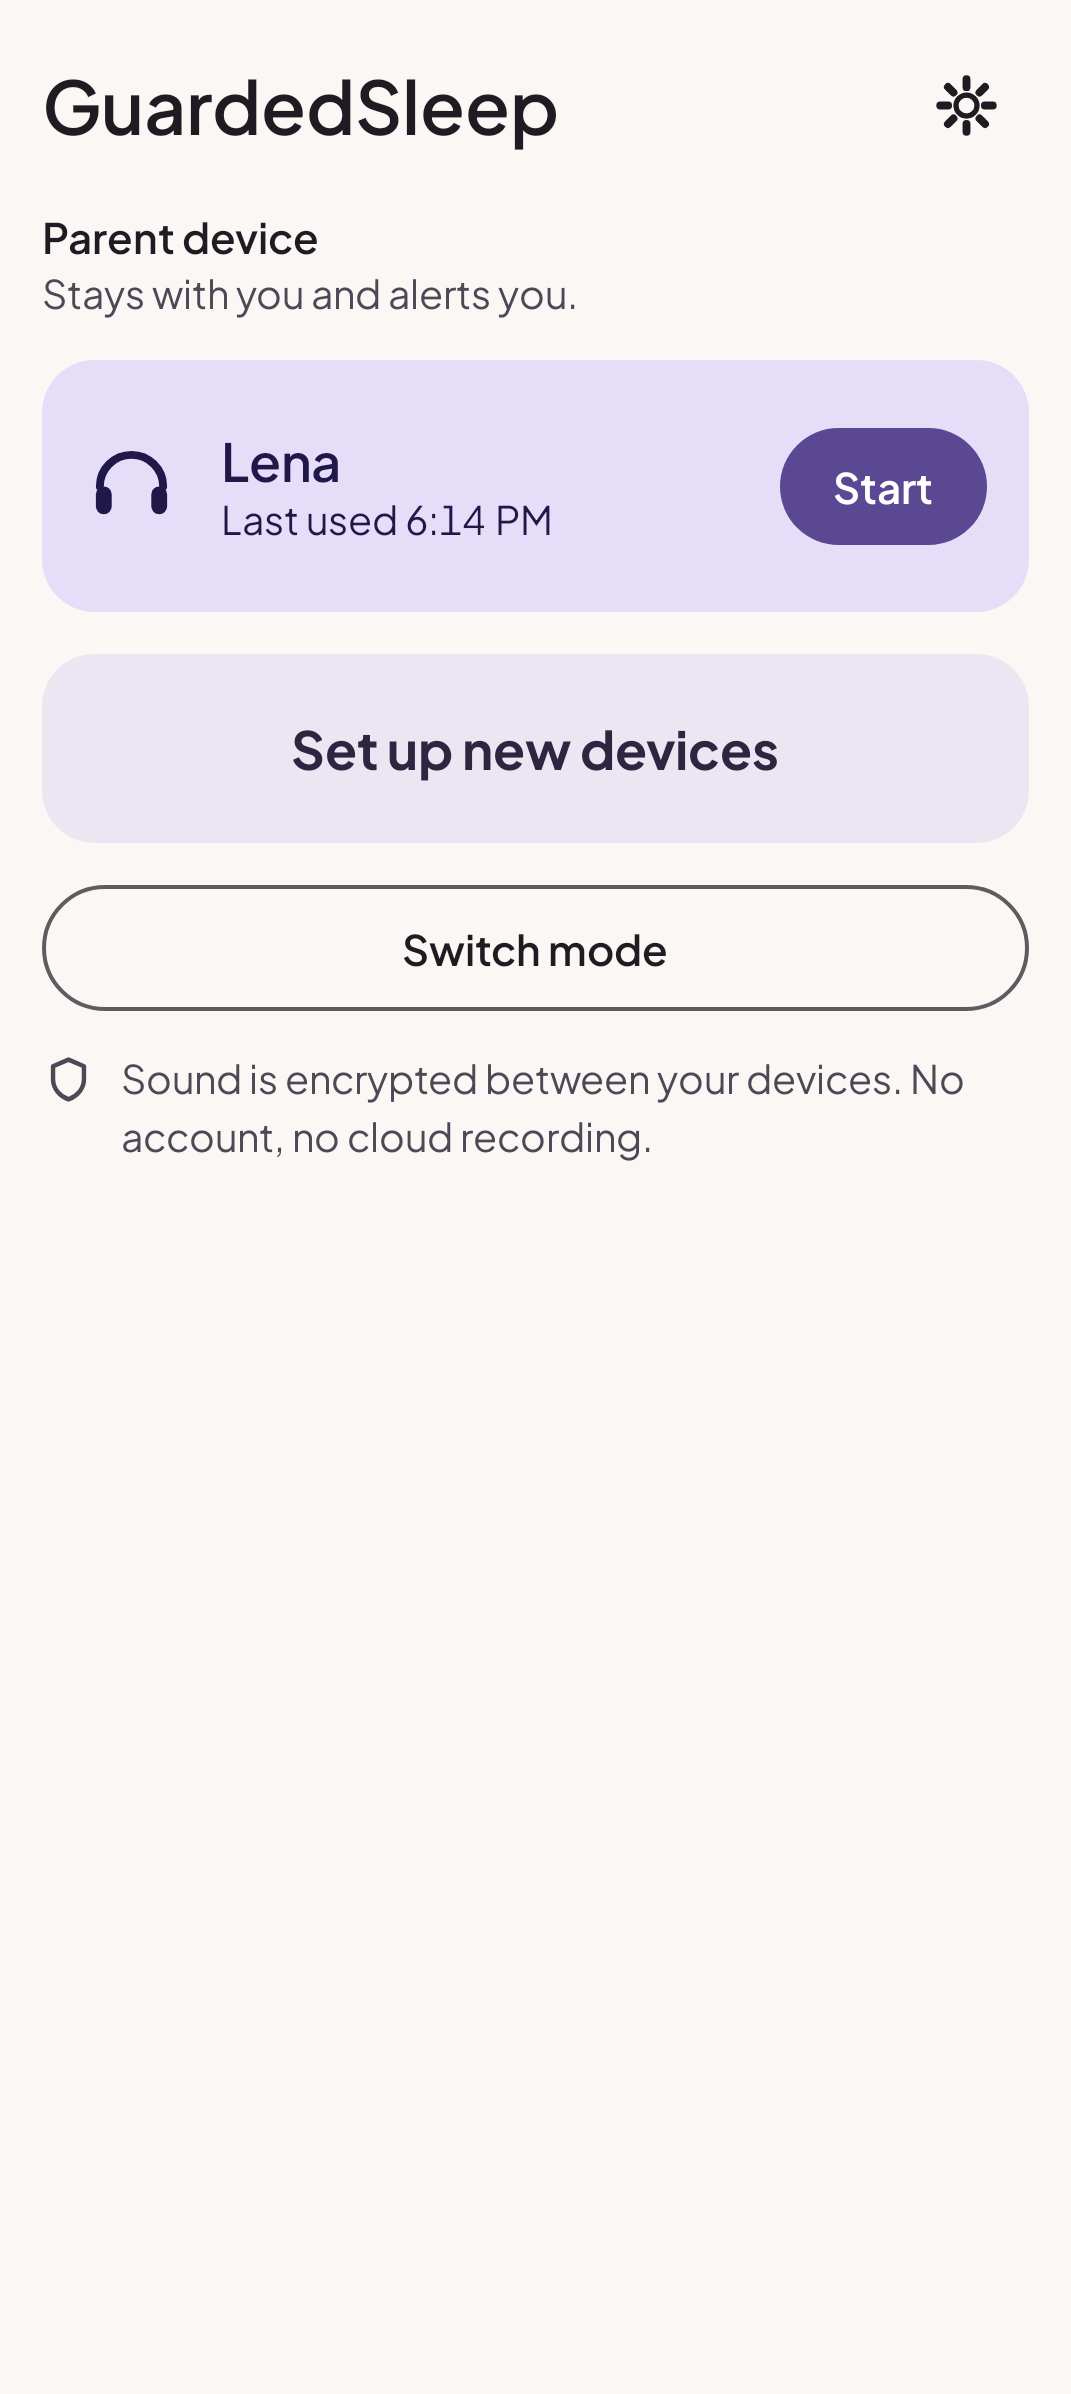 GuardedSleep
Parent device
Stays with you and alerts you.
Lena
Last used 6:14 PM
Start
Set up new devices
Switch mode
Sound is encrypted between your devices. No
account, no cloud recording.